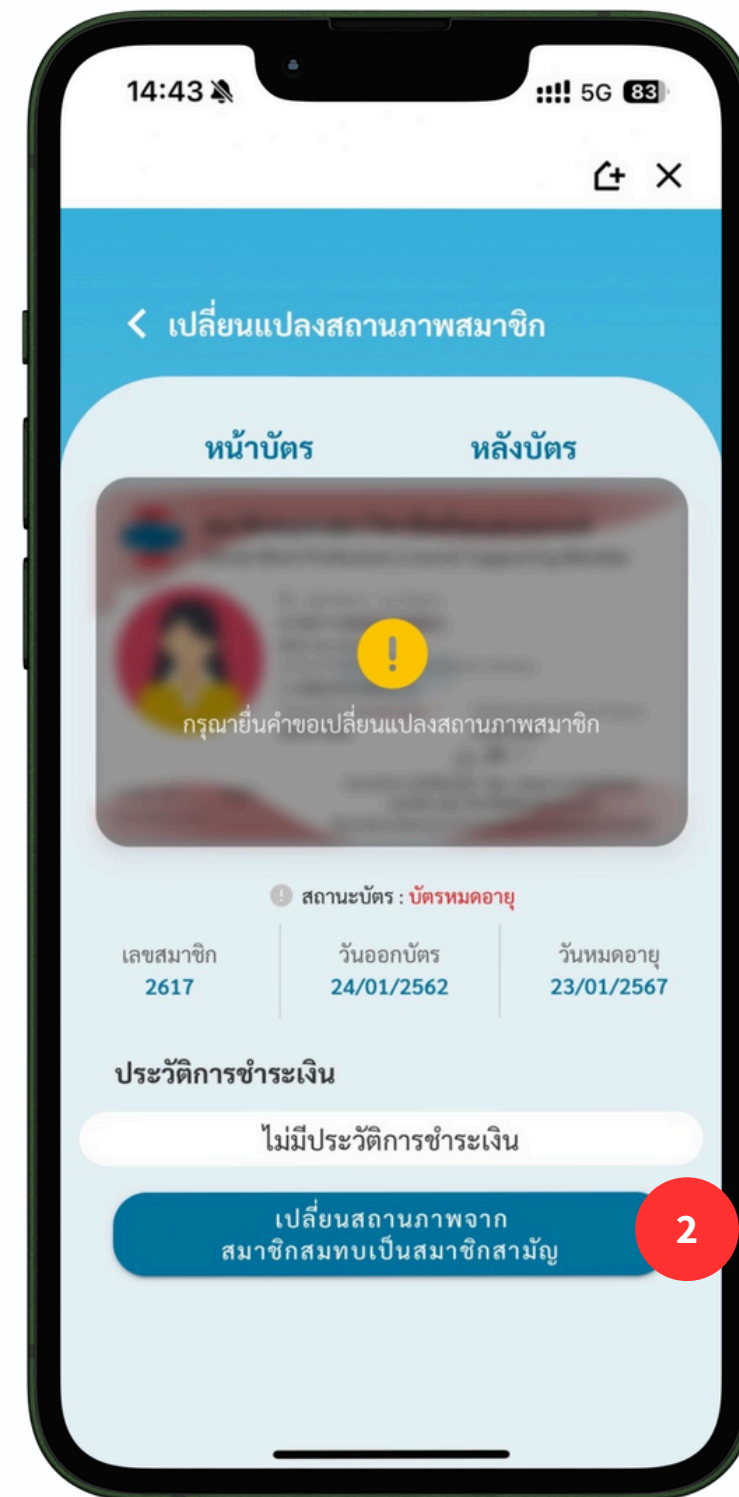 14:43
5G 83
เปลี่ยนแปลงสถานภาพสมาชิก
หน้าบัตร หลังบัตร
!
กรุณายื่นคำขอเปลี่ยนแปลงสถานภาพสมาชิก
! สถานะบัตร : บัตรหมดอายุ
เลขสมาชิก วันออกบัตร วันหมดอายุ
2617 24/01/2562 23/01/2567
ประวัติการชำระเงิน
ไม่มีประวัติการชำระเงิน
เปลี่ยนสถานภาพจาก
สมาชิกสมทบเป็นสมาชิกสามัญ
2